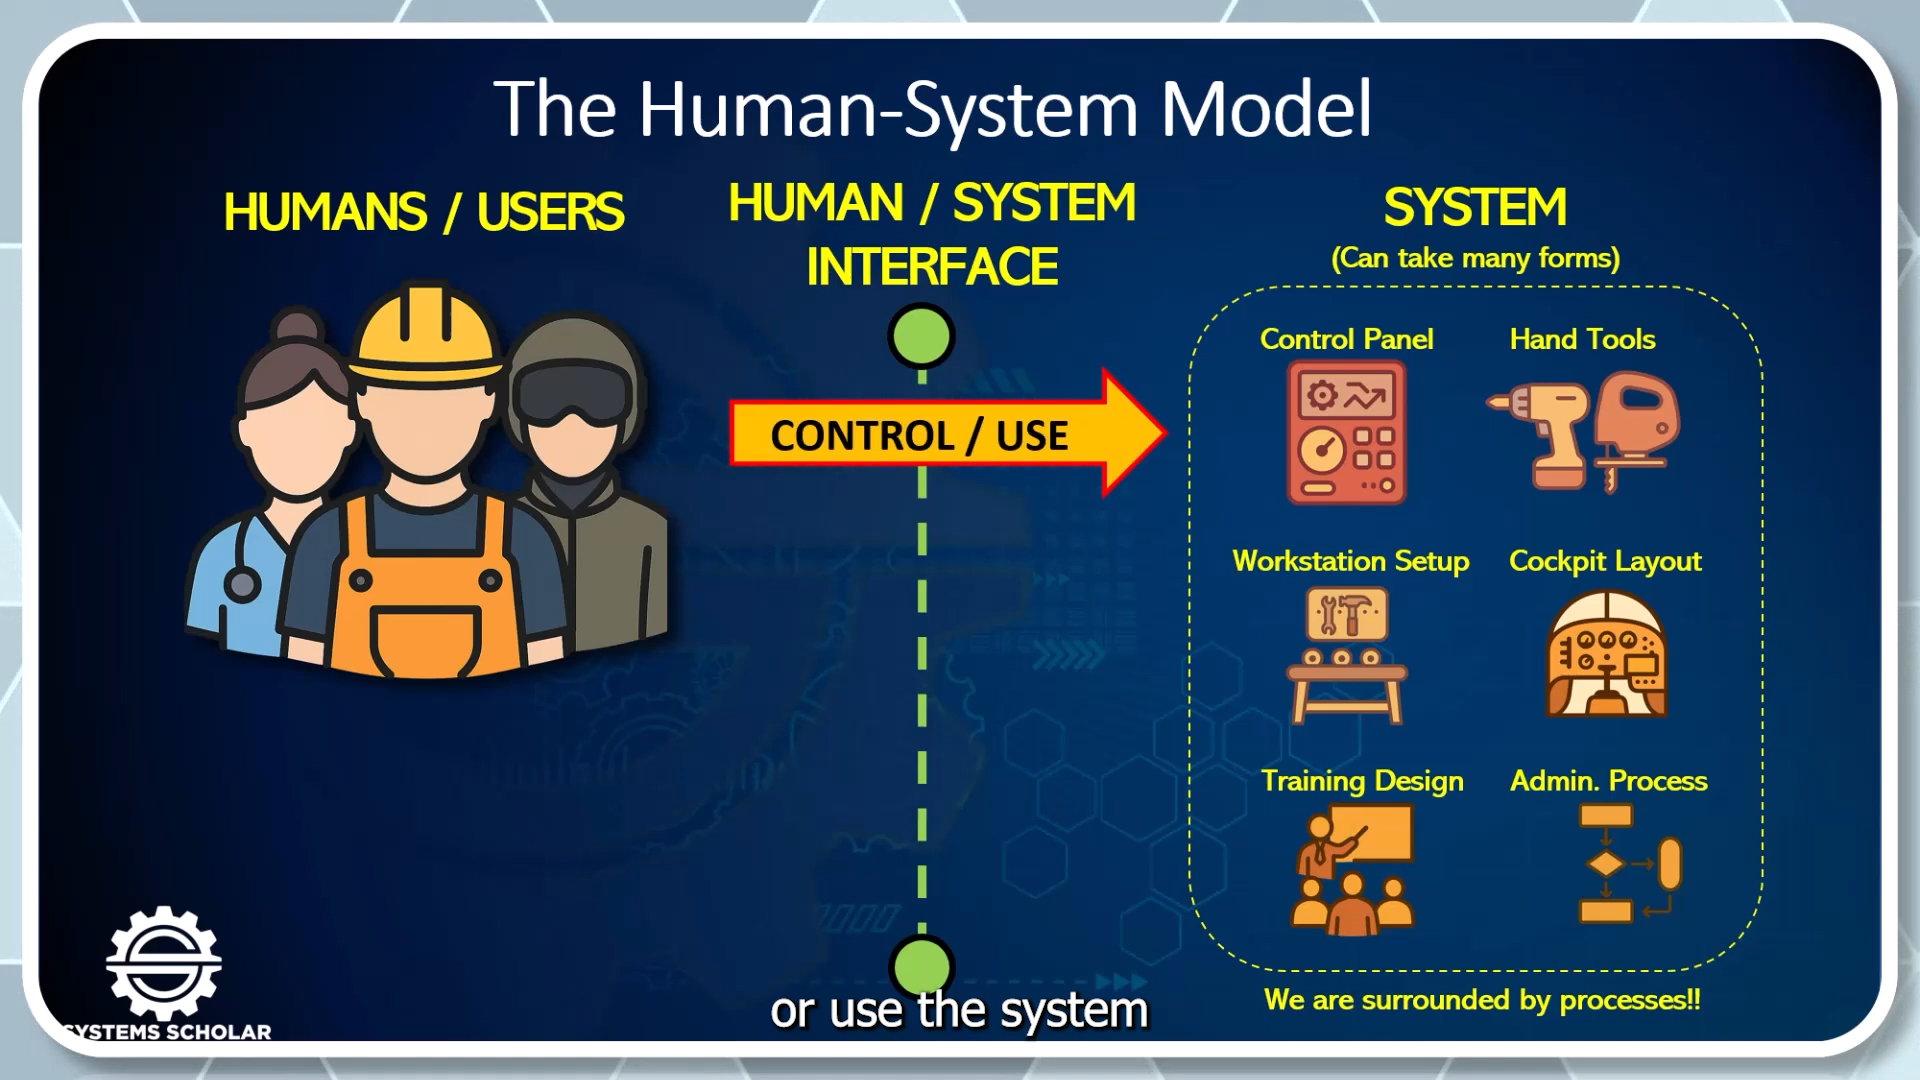 The Human-System Model
HUMANS / USERS
HUMAN / SYSTEM
INTERFACE
SYSTEM
(Can take many forms)
CONTROL / USE
Control Panel
Hand Tools
Workstation Setup
Cockpit Layout
Training Design
Admin. Process
We are surrounded by processes!!
or use the system
SYSTEMS SCHOLAR